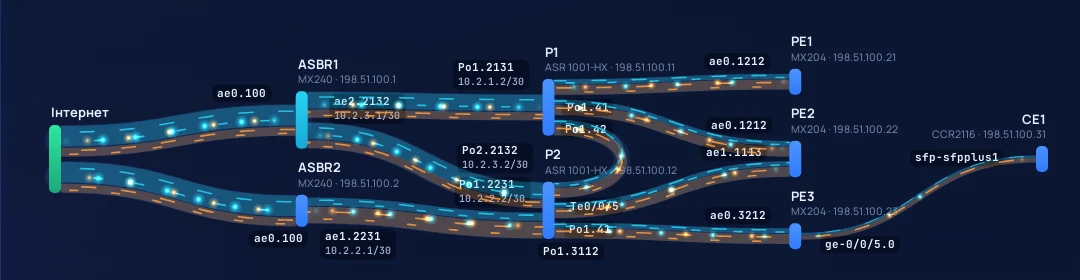 Інтернет
ae0.100
ae0.100
ASBR1
MX240 · 198.51.100.1
ae2.2132
10.2.3.1/30
ASBR2
MX240 · 198.51.100.2
ae1.2231
10.2.2.1/30
Po1.2131
10.2.1.2/30
Po2.2132
10.2.3.2/30
Po1.2231
10.2.2.2/30
P1
ASR 1001-HX · 198.51.100.11
Po1.41
Po1.42
P2
ASR 1001-HX · 198.51.100.12
Te0/0/5
Po1.41
Po1.3112
ae0.1212
PE1
MX204 · 198.51.100.21
ae0.1212
ae1.1113
PE2
MX204 · 198.51.100.22
ae0.3212
PE3
MX204 · 198.51.100.23
ge-0/0/5.0
CE1
CCR2116 · 198.51.100.31
sfp-sfpplus1